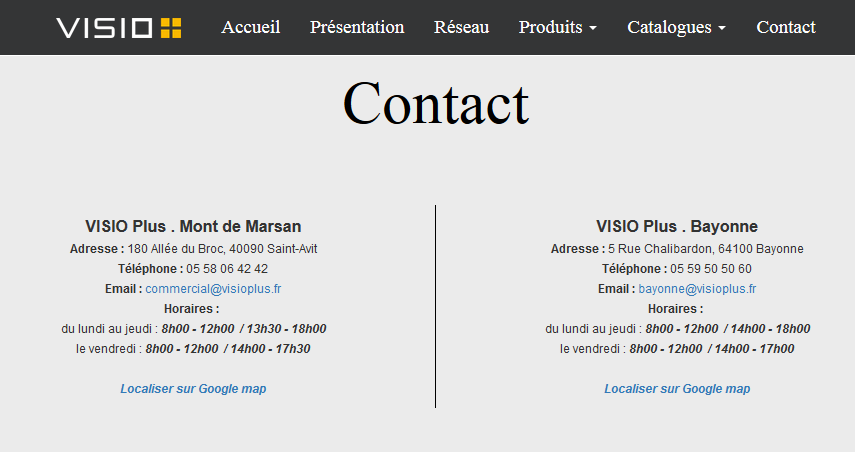 VISIO
Accueil Présentation Réseau Produits Catalogues Contact
Contact
VISIO Plus . Mont de Marsan
Adresse : 180 Allée du Broc, 40090 Saint-Avit
Téléphone : 05 58 06 42 42
Email : commercial@visioplus.fr
Horaires :
du lundi au jeudi : 8h00 - 12h00 / 13h30 - 18h00
le vendredi : 8h00 - 12h00 / 14h00 - 17h30
Localiser sur Google map
VISIO Plus . Bayonne
Adresse : 5 Rue Chalibardon, 64100 Bayonne
Téléphone : 05 59 50 50 60
Email : bayonne@visioplus.fr
Horaires :
du lundi au jeudi : 8h00 - 12h00 / 14h00 - 18h00
le vendredi : 8h00 - 12h00 / 14h00 - 17h00
Localiser sur Google map